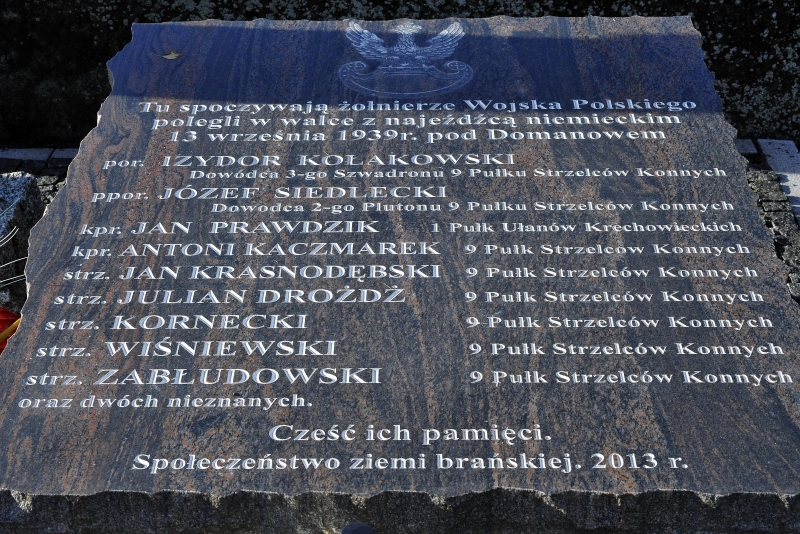 Tu spoczywają żołnierze Wojska Polskiego
polegli w walce z najeźdźcą niemieckim
13 września 1939r. pod Domanowem
por. IZYDOR KOLAKOWSKI
Dowódca 3-go Szwadronu 9 Pułku Strzelców Konnych
ppor. JÓZEF SIEDLECKI
Dowódca 2-go Plutonu 9 Pułku Strzelców Konnych
kpr. JAN PRAWDZIK 1 Pułk Ułanów Krechowieckich
kpr. ANTONI KACZMAREK 9 Pułk Strzelców Konnych
strz. JAN KRASNODĘBSKI 9 Pułk Strzelców Konnych
strz. JULIAN DROŻDŻ 9 Pułk Strzelców Konnych
strz. KORNECKI 9 Pułk Strzelców Konnych
strz. WIŚNIEWSKI 9 Pułk Strzelców Konnych
strz. ZABŁUDOWSKI 9 Pułk Strzelców Konnych
oraz dwóch nieznanych.
Cześć ich pamięci.
Społeczeństwo ziemi brańskiej. 2013 r.